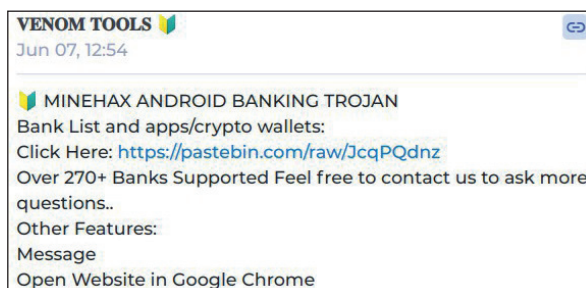 VENOM TOOLS 🔰
Jun 07, 12:54
🔰 MINEHAX ANDROID BANKING TROJAN
Bank List and apps/crypto wallets:
Click Here: https://pastebin.com/raw/JcqPQdnz
Over 270+ Banks Supported Feel free to contact us to ask more
questions..
Other Features:
Message
Open Website in Google Chrome